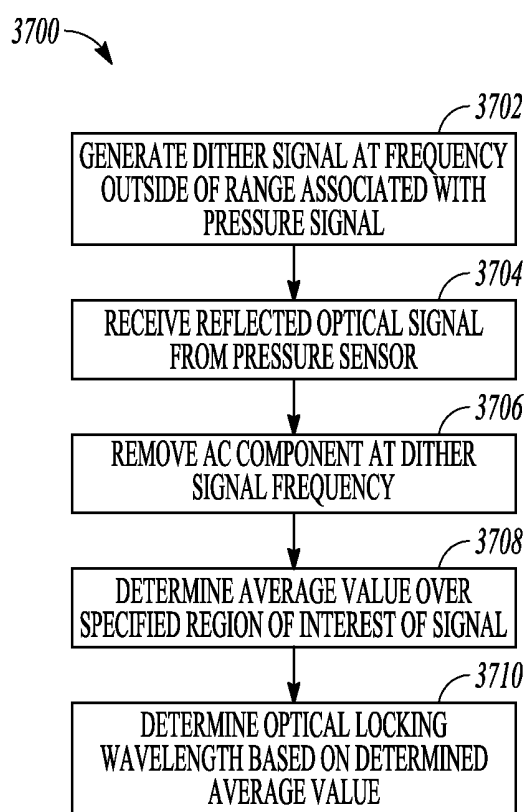 3700
3702
GENERATE DITHER SIGNAL AT FREQUENCY
OUTSIDE OF RANGE ASSOCIATED WITH
PRESSURE SIGNAL
3704
RECEIVE REFLECTED OPTICAL SIGNAL
FROM PRESSURE SENSOR
3706
REMOVE AC COMPONENT AT DITHER
SIGNAL FREQUENCY
3708
DETERMINE AVERAGE VALUE OVER
SPECIFIED REGION OF INTEREST OF SIGNAL
3710
DETERMINE OPTICAL LOCKING
WAVELENGTH BASED ON DETERMINED
AVERAGE VALUE